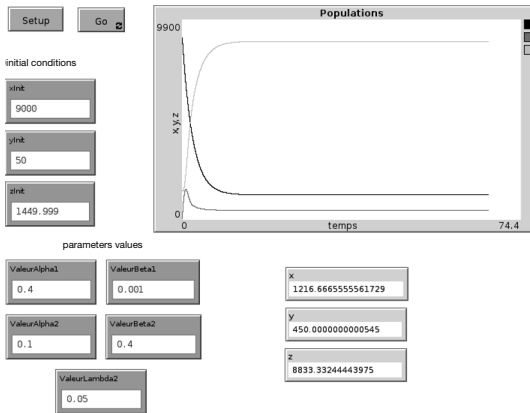 Setup
Go
initial conditions
xInit
9000
yInit
50
zInit
1449.999
Populations
9900
x,y,z
0
0
temps
74.4
parameters values
ValeurAlpha1
0.4
ValeurBeta1
0.001
ValeurAlpha2
0.1
ValeurBeta2
0.4
ValeurLambda2
0.05
x
1216.6665555561729
y
450.0000000000545
z
8833.33244443975